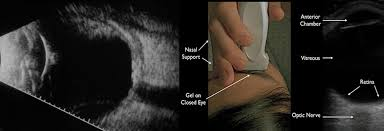 Nasal
Support
Gel on
Closed Eye
Anterior
Chamber
Vitreous
Retina
Optic Nerve